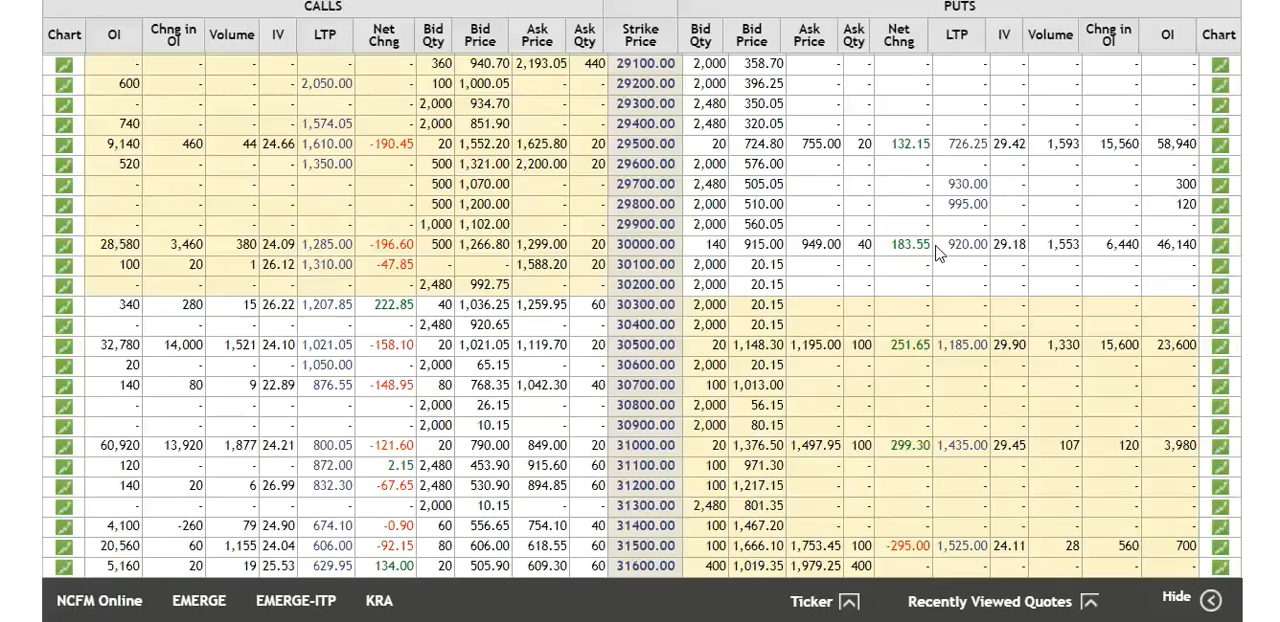 CALLS PUTS
Chart OI Chng in OI Volume IV LTP Net Chng Bid Qty Bid Price Ask Price Ask Qty Strike Price Bid Qty Bid Price Ask Price Ask Qty Net Chng LTP IV Volume Chng in OI OI Chart
- - - - - - 360 940.70 2,193.05 440 29100.00 2,000 358.70 - - - - - - - -
600 - - - 2,050.00 - 100 1,000.05 - - 29200.00 2,000 396.25 - - - - - - - -
- - - - - - 2,000 934.70 - - 29300.00 2,480 350.05 - - - - - - - -
740 - - - 1,574.05 - 2,000 851.90 - - 29400.00 2,480 320.05 - - - - - - - -
9,140 460 44 24.66 1,610.00 -190.45 20 1,552.20 1,625.80 20 29500.00 20 724.80 755.00 20 132.15 726.25 29.42 1,593 15,560 58,940
520 - - - 1,350.00 - 500 1,321.00 2,200.00 20 29600.00 2,000 576.00 - - - - - - - -
- - - - - - 500 1,070.00 - - 29700.00 2,480 505.05 - - - 930.00 - - - 300
- - - - - - 500 1,200.00 - - 29800.00 2,000 510.00 - - - 995.00 - - - 120
- - - - - - 1,000 1,102.00 - - 29900.00 2,000 560.05 - - - - - - - -
28,580 3,460 380 24.09 1,285.00 -196.60 500 1,266.80 1,299.00 20 30000.00 140 915.00 949.00 40 183.55 920.00 29.18 1,553 6,440 46,140
100 20 1 26.12 1,310.00 -47.85 - - 1,588.20 20 30100.00 2,000 20.15 - - - - - - - -
- - - - - - 2,480 992.75 - - 30200.00 2,000 20.15 - - - - - - - -
340 280 15 26.22 1,207.85 222.85 40 1,036.25 1,259.95 60 30300.00 2,000 20.15 - - - - - - - -
- - - - - - 2,480 920.65 - - 30400.00 2,000 20.15 - - - - - - - -
32,780 14,000 1,521 24.10 1,021.05 -158.10 20 1,021.05 1,119.70 20 30500.00 20 1,148.30 1,195.00 100 251.65 1,185.00 29.90 1,330 15,600 23,600
20 - - - 1,050.00 - 2,000 65.15 - - 30600.00 2,000 20.15 - - - - - - - -
140 80 9 22.89 876.55 -148.95 80 768.35 1,042.30 40 30700.00 100 1,013.00 - - - - - - - -
- - - - - - 2,000 26.15 - - 30800.00 2,000 56.15 - - - - - - - -
- - - - - - 2,000 10.15 - - 30900.00 2,000 80.15 - - - - - - - -
60,920 13,920 1,877 24.21 800.05 -121.60 20 790.00 849.00 20 31000.00 20 1,376.50 1,497.95 100 299.30 1,435.00 29.45 107 120 3,980
120 - - - 872.00 2.15 2,480 453.90 915.60 60 31100.00 100 971.30 - - - - - - - -
140 20 6 26.99 832.30 -67.65 2,480 530.90 894.85 60 31200.00 100 1,217.15 - - - - - - - -
- - - - - - 2,000 10.15 - - 31300.00 2,480 801.35 - - - - - - - -
4,100 -260 79 24.90 674.10 -0.90 60 556.65 754.10 40 31400.00 100 1,467.20 - - - - - - - -
20,560 60 1,155 24.04 606.00 -92.15 80 606.00 618.55 60 31500.00 100 1,666.10 1,753.45 100 -295.00 1,525.00 24.11 28 560 700
5,160 20 19 25.53 629.95 134.00 20 505.90 609.30 60 31600.00 400 1,019.35 1,979.25 400 - - - - - -
NCFM Online EMERGE EMERGE-ITP KRA Ticker Recently Viewed Quotes Hide